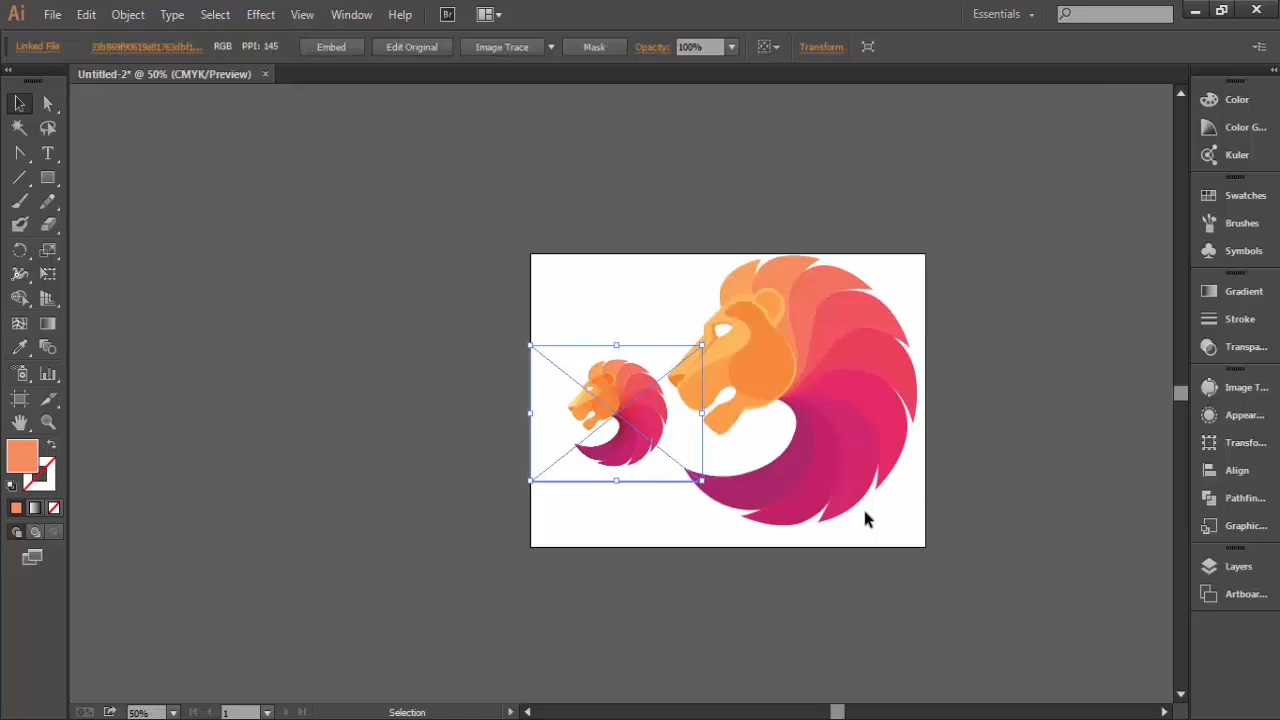 Ai File Edit Object Type Select Effect View Window Help Br Essentials
Linked File RGB PPI: 145 Embed Edit Original Image Trace Mask Opacity: 100% Transform
Untitled-2* @ 50% (CMYK/Preview) ×
T
Color
Color G...
Kuler
Swatches
Brushes
Symbols
Gradient
Stroke
Transpa...
Image T...
Appear...
Transfo...
Align
Pathfin...
Graphic...
Layers
Artboar...
50% 1 Selection